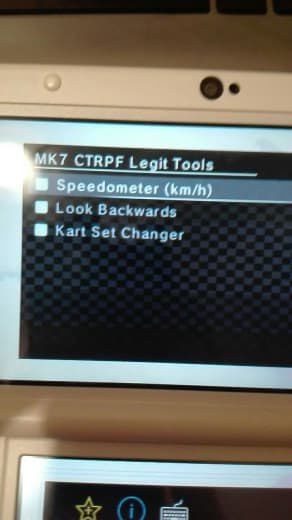 MK7 CTRPF Legit Tools
Speedometer (km/h)
Look Backwards
Kart Set Changer